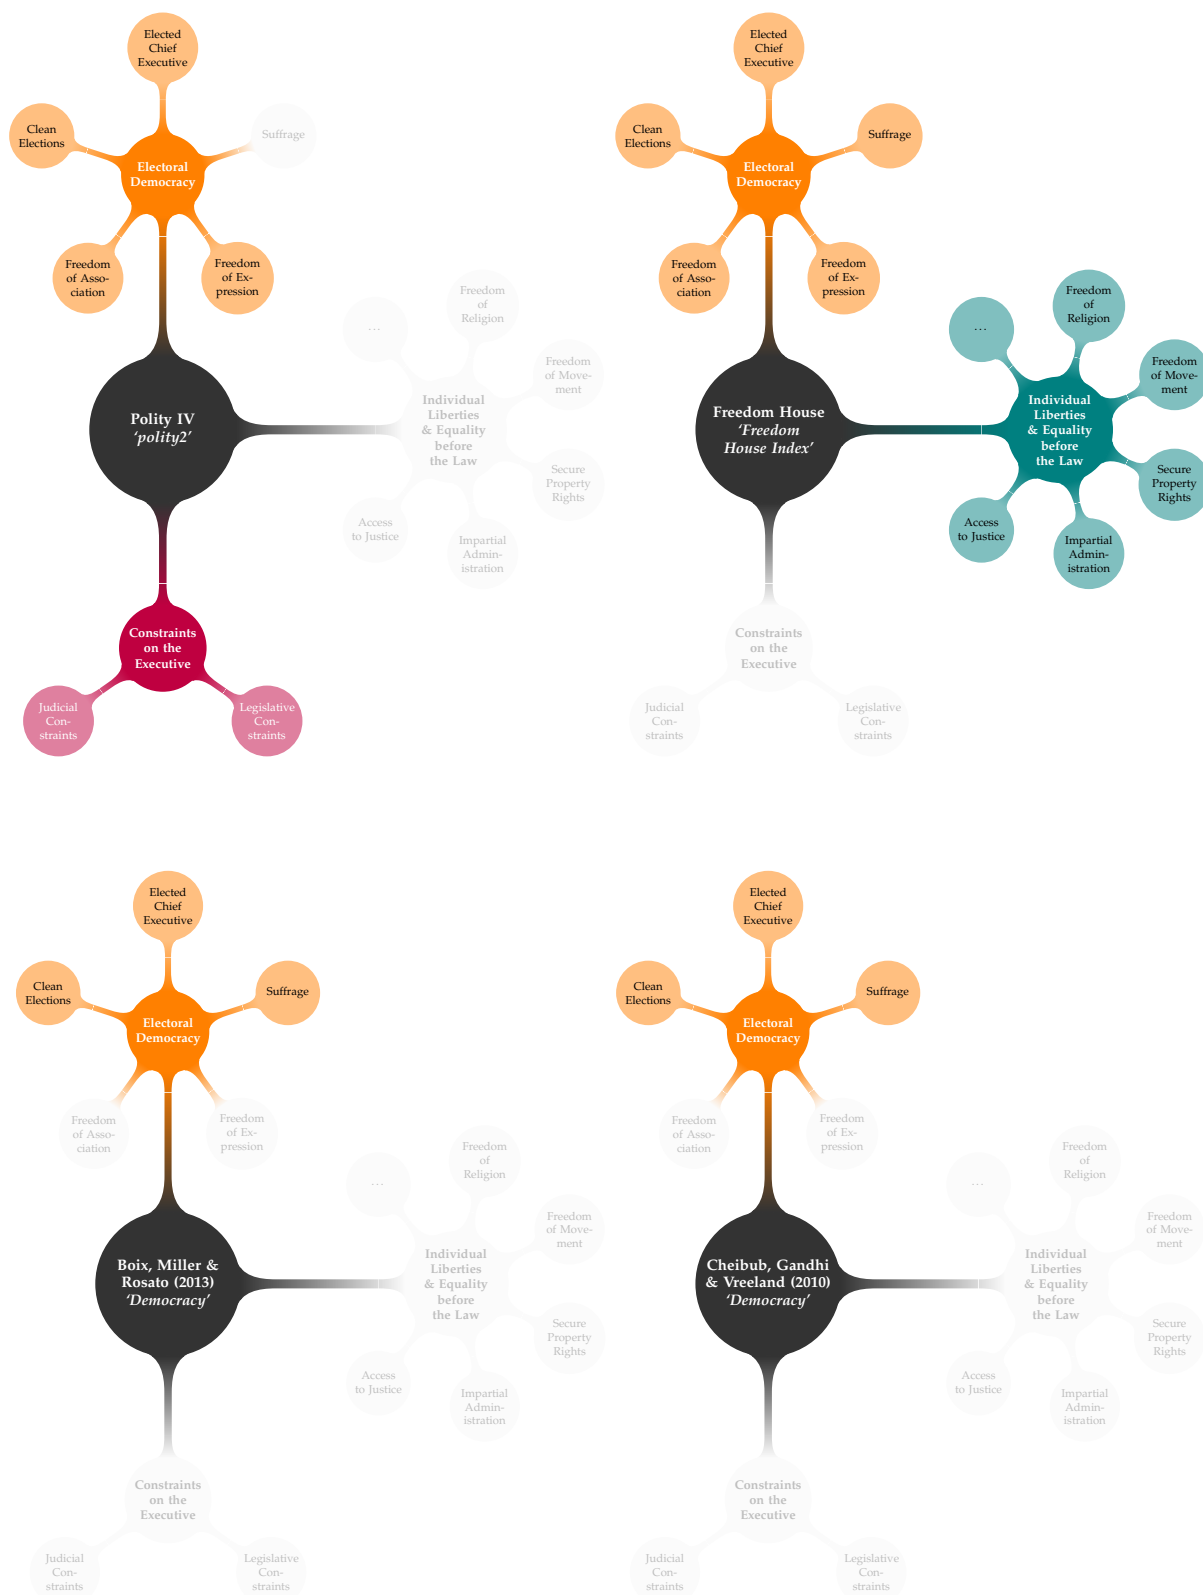 Elected
Chief
Executive
Clean
Elections
Suffrage
Electoral
Democracy
Freedom
of Asso-
ciation
Freedom
of Ex-
pression
Polity IV
‘polity2’
...
Freedom
of
Religion
Freedom
of Move-
ment
Individual
Liberties
& Equality
before
the Law
Secure
Property
Rights
Access
to Justice
Impartial
Admin-
istration
Constraints
on the
Executive
Judicial
Con-
straints
Legislative
Con-
straints
Elected
Chief
Executive
Clean
Elections
Suffrage
Electoral
Democracy
Freedom
of Asso-
ciation
Freedom
of Ex-
pression
Freedom House
‘Freedom
House Index’
...
Freedom
of
Religion
Freedom
of Move-
ment
Individual
Liberties
& Equality
before
the Law
Secure
Property
Rights
Access
to Justice
Impartial
Admin-
istration
Constraints
on the
Executive
Judicial
Con-
straints
Legislative
Con-
straints
Elected
Chief
Executive
Clean
Elections
Suffrage
Electoral
Democracy
Freedom
of Asso-
ciation
Freedom
of Ex-
pression
Boix, Miller &
Rosato (2013)
‘Democracy’
...
Freedom
of
Religion
Freedom
of Move-
ment
Individual
Liberties
& Equality
before
the Law
Secure
Property
Rights
Access
to Justice
Impartial
Admin-
istration
Constraints
on the
Executive
Judicial
Con-
straints
Legislative
Con-
straints
Elected
Chief
Executive
Clean
Elections
Suffrage
Electoral
Democracy
Freedom
of Asso-
ciation
Freedom
of Ex-
pression
Cheibub, Gandhi
& Vreeland (2010)
‘Democracy’
...
Freedom
of
Religion
Freedom
of Move-
ment
Individual
Liberties
& Equality
before
the Law
Secure
Property
Rights
Access
to Justice
Impartial
Admin-
istration
Constraints
on the
Executive
Judicial
Con-
straints
Legislative
Con-
straints